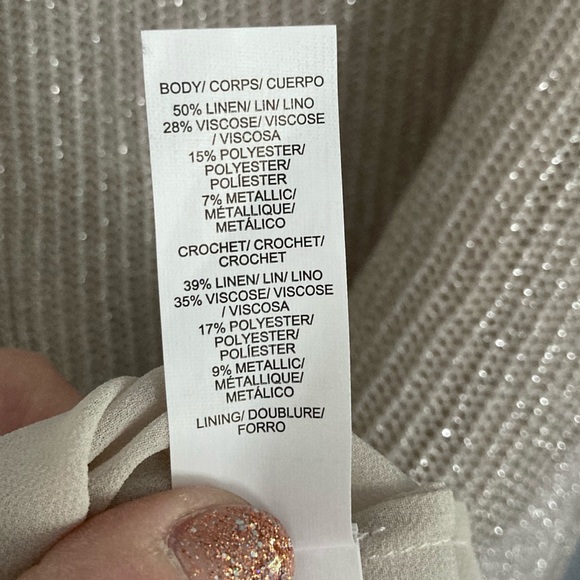 BODY/ CORPS/ CUERPO
50% LINEN/ LIN/ LINO
28% VISCOSE/ VISCOSE
/ VISCOSA
15% POLYESTER/
POLYESTER/
POLÍESTER
7% METALLIC/
MÉTALLIQUE/
METÁLICO
CROCHET/ CROCHET/
CROCHET
39% LINEN/ LIN/ LINO
35% VISCOSE/ VISCOSE
/ VISCOSA
17% POLYESTER/
POLYESTER/
POLÍESTER
9% METALLIC/
MÉTALLIQUE/
METÁLICO
LINING/ DOUBLURE/
FORRO